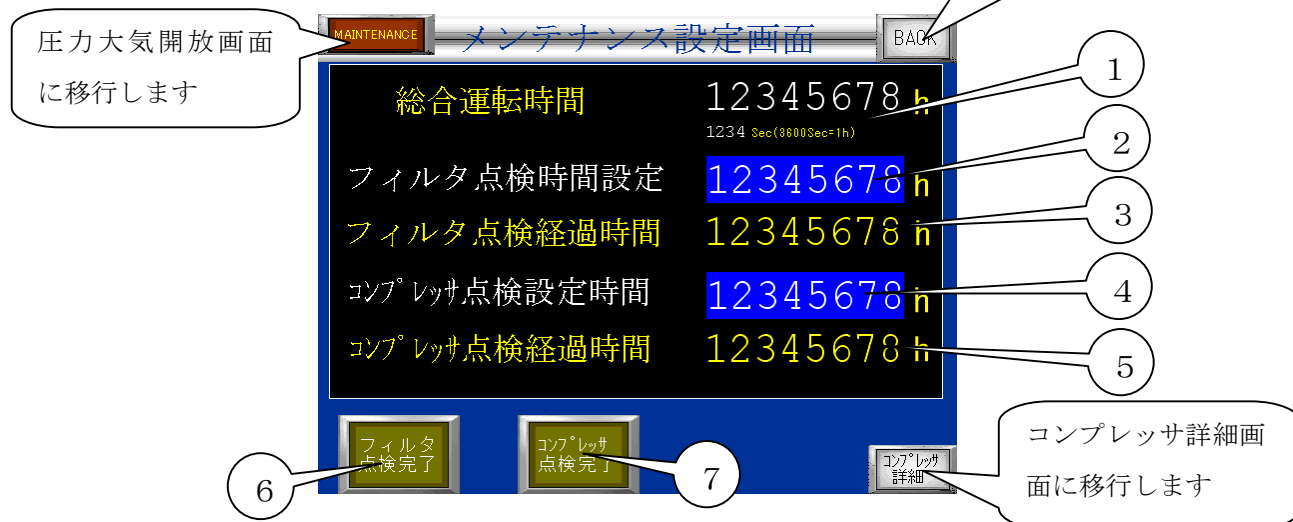 圧力大気開放画面
に移行します
MAINTENANCE
メンテナンス設定画面
BACK
総合運転時間 12345678 h
1234 Sec(3600Sec=1h)
フィルタ点検時間設定 12345678 h
フィルタ点検経過時間 12345678 h
コンプレッサ点検設定時間 12345678 h
コンプレッサ点検経過時間 12345678 h
1
2
3
4
5
フィルタ
点検完了
コンプレッサ
点検完了
コンプレッサ
詳細
6
7
コンプレッサ詳細画
面に移行します